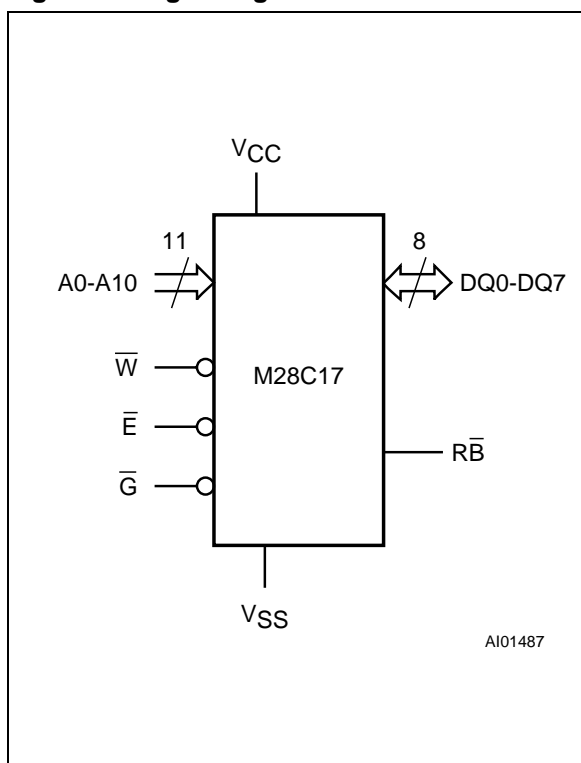 VCC
11
8
A0-A10
DQ0-DQ7
W̅
M28C17
E̅
RB̅
G̅
VSS
AI01487